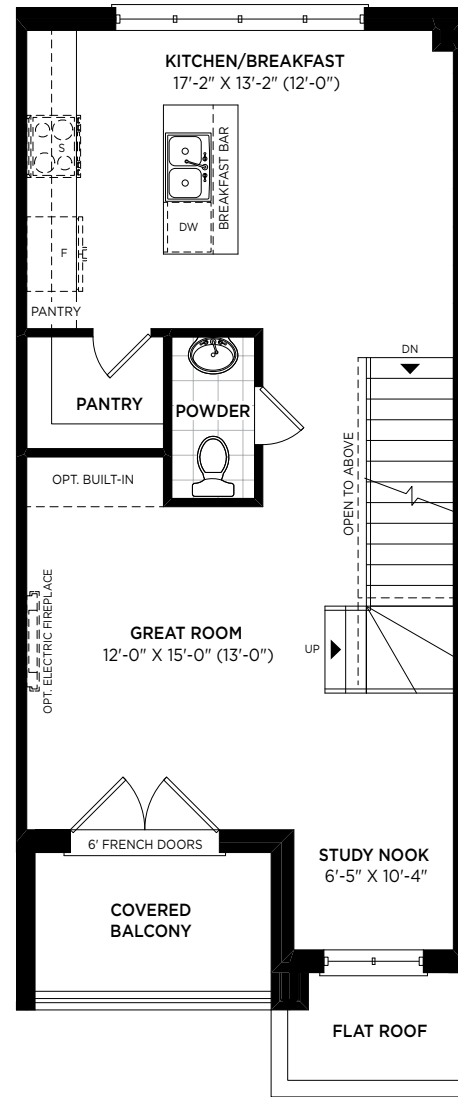 KITCHEN/BREAKFAST
17'-2" X 13'-2" (12'-0")
S
BREAKFAST BAR
DW
F
PANTRY
DN
PANTRY
POWDER
OPT. BUILT-IN
OPEN TO ABOVE
OPT. ELECTRIC FIREPLACE
GREAT ROOM
12'-0" X 15'-0" (13'-0")
UP
6' FRENCH DOORS
STUDY NOOK
6'-5" X 10'-4"
COVERED
BALCONY
FLAT ROOF